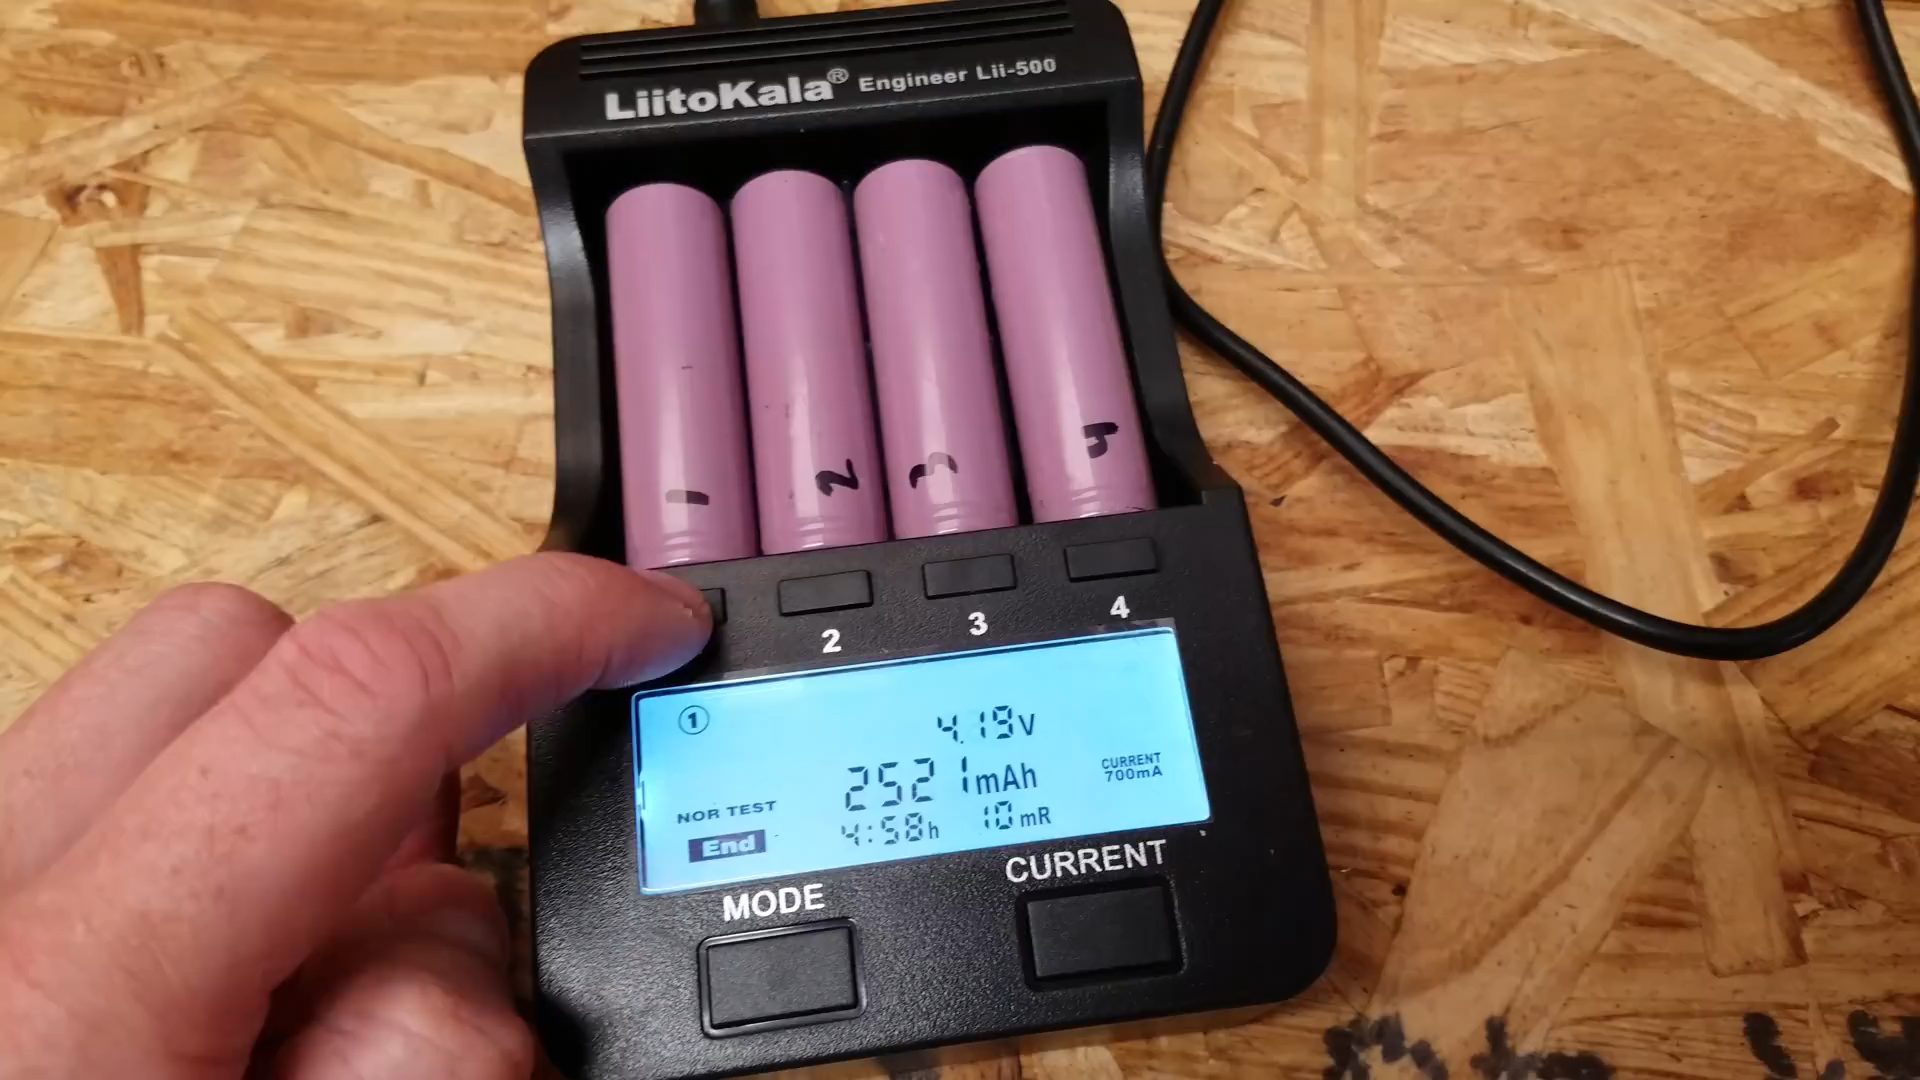 LiitoKala® Engineer Lii-500
1 2 3 4
2 3 4
① 4.19V
2521mAh CURRENT
700mA
NOR TEST
End 4:58h 10mR
MODE CURRENT